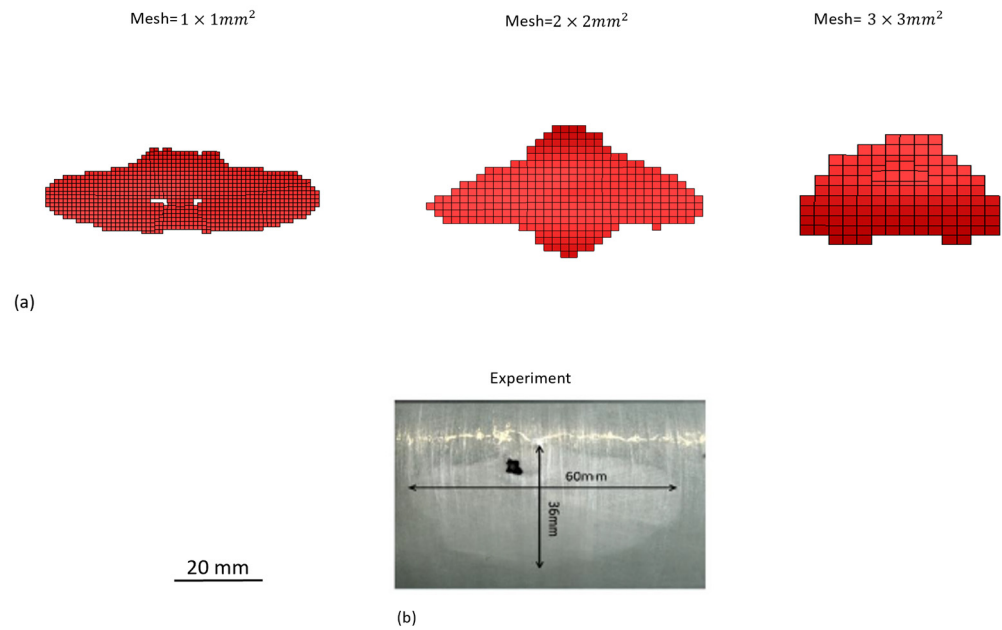 Mesh= 1 × 1mm²
Mesh=2 × 2mm²
Mesh= 3 × 3mm²
(a)
Experiment
60mm
36mm
20 mm
(b)